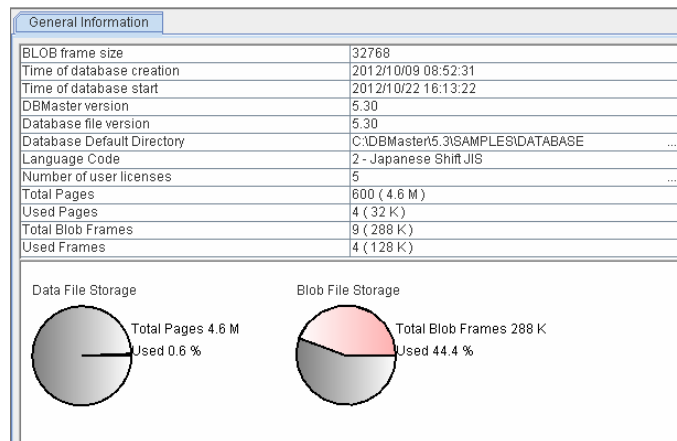 General Information
BLOB frame size 32768
Time of database creation 2012/10/09 08:52:31
Time of database start 2012/10/22 16:13:22
DBMaster version 5.30
Database file version 5.30
Database Default Directory C:\DBMaster\5.3\SAMPLES\DATABASE ...
Language Code 2 - Japanese Shift JIS
Number of user licenses 5 ...
Total Pages 600 ( 4.6 M )
Used Pages 4 ( 32 K )
Total Blob Frames 9 ( 288 K )
Used Frames 4 ( 128 K )
Data File Storage
Total Pages 4.6 M
Used 0.6 %
Blob File Storage
Total Blob Frames 288 K
Used 44.4 %